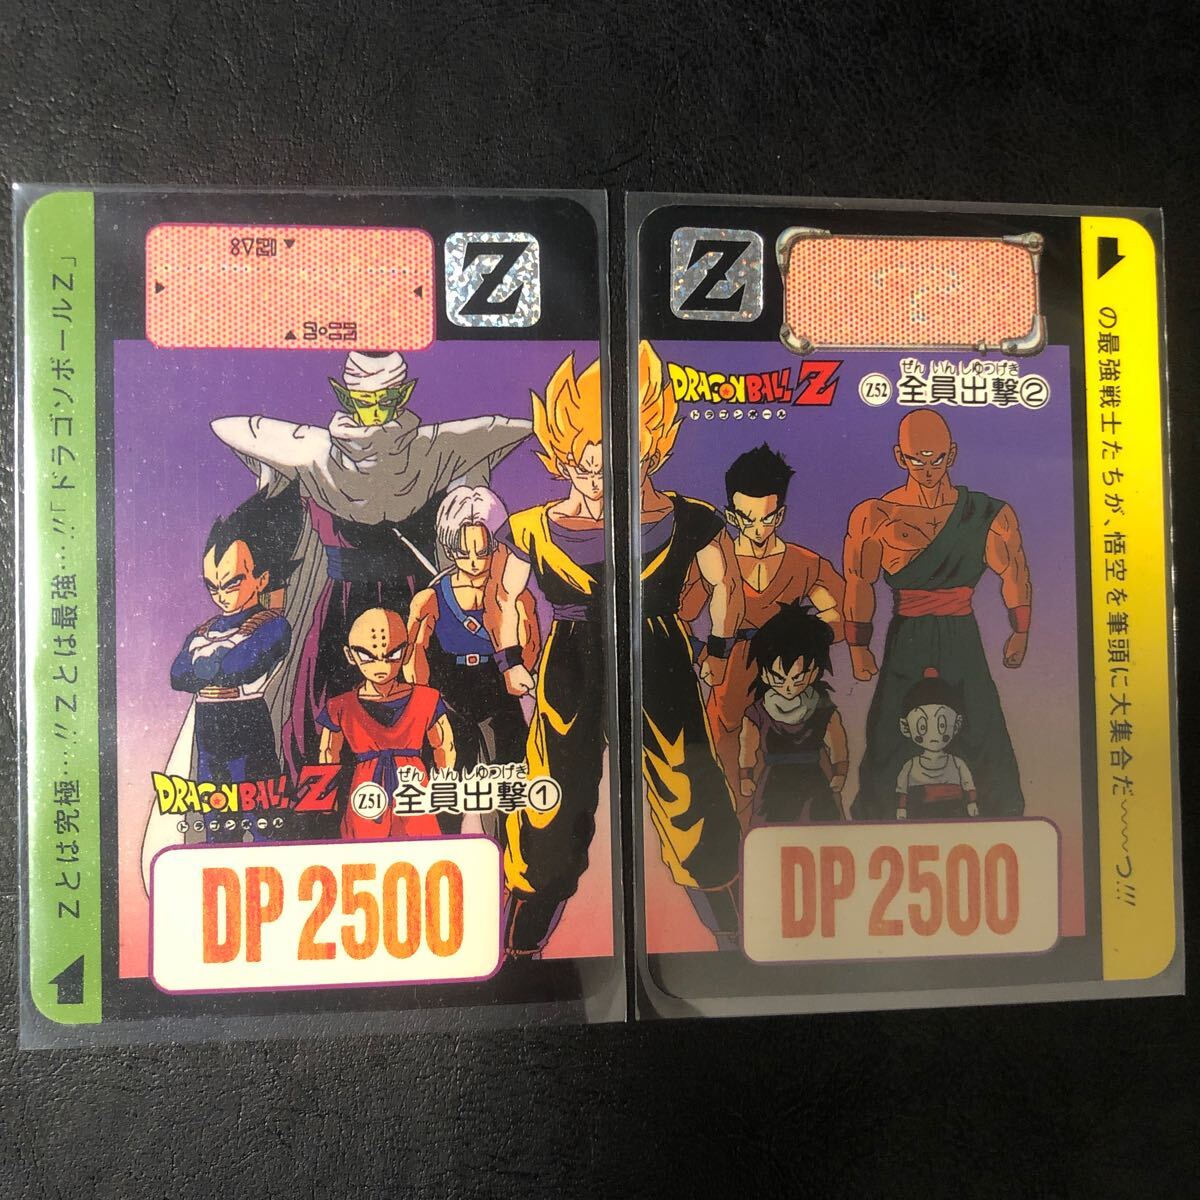 Zとは究極…!! Zとは最強…!!「ドラゴンボールZ」
Z
DRAGON BALL Z
ドラゴンボール
Z51
ぜんいんしゅつげき
全員出撃①
DP 2500
Z
DRAGON BALL Z
ドラゴンボール
Z52
ぜんいんしゅつげき
全員出撃②
DP 2500
の最強戦士たちが、悟空を筆頭に大集合だ〜〜〜っ!!!